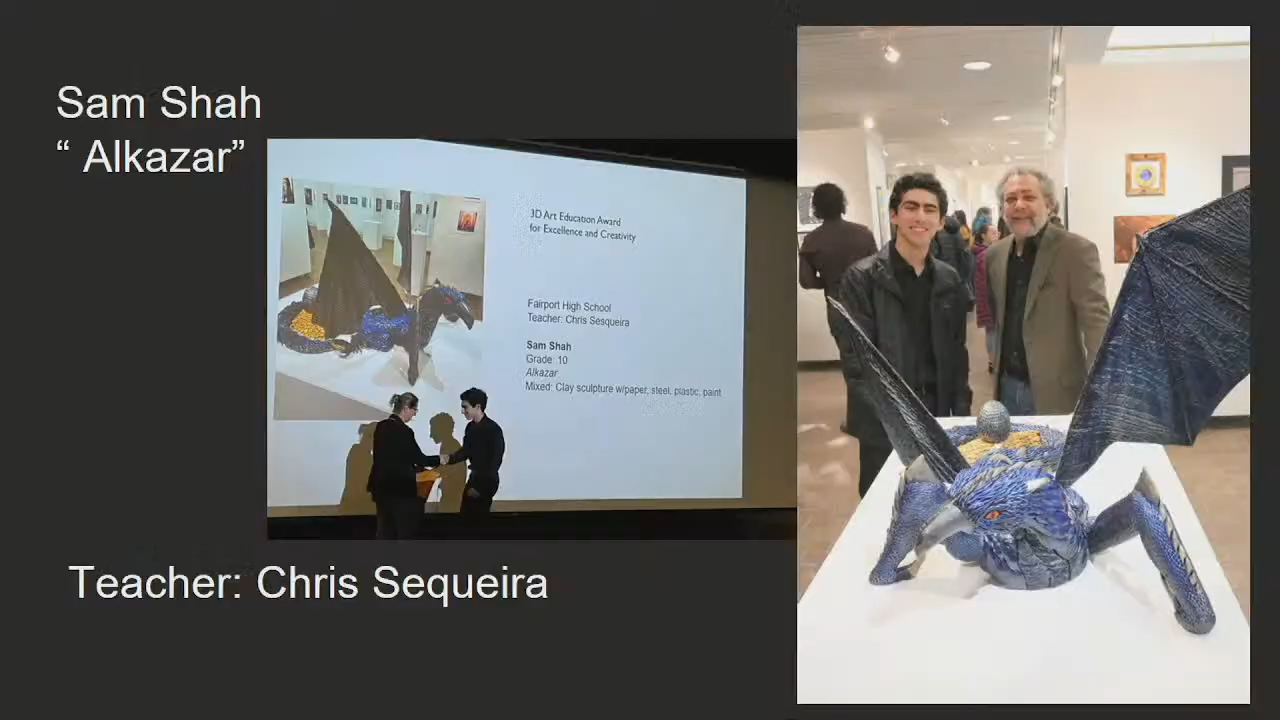 Sam Shah
“ Alkazar”
3D Art Education Award
for Excellence and Creativity
Fairport High School
Teacher: Chris Sesqueira
Sam Shah
Grade: 10
Alkazar
Mixed: Clay sculpture w/paper, steel, plastic, paint
Teacher: Chris Sequeira